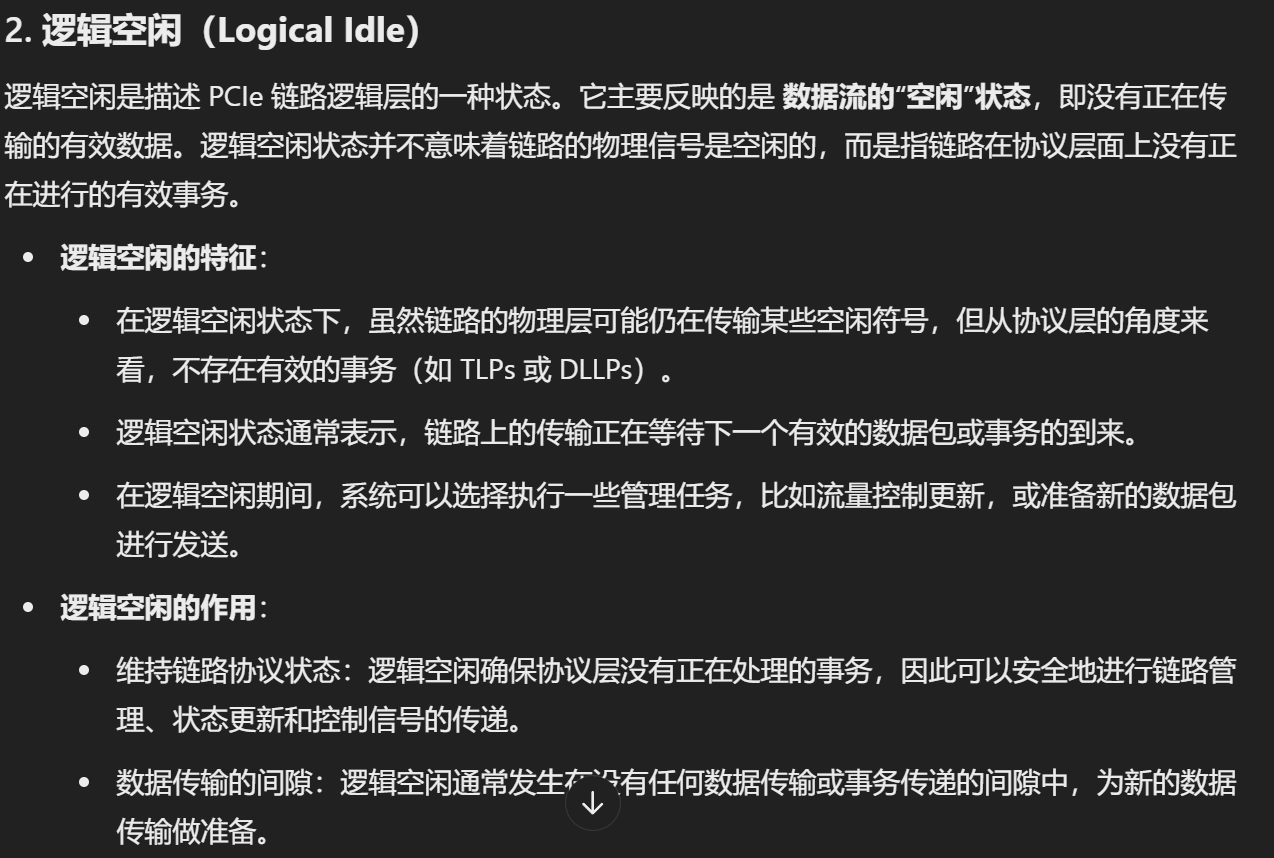 2. 逻辑空闲（Logical Idle）
逻辑空闲是描述 PCIe 链路逻辑层的一种状态。它主要反映的是 数据流的“空闲”状态，即没有正在传
输的有效数据。逻辑空闲状态并不意味着链路的物理信号是空闲的，而是指链路在协议层面上没有正
在进行的有效事务。
• 逻辑空闲的特征：
• 在逻辑空闲状态下，虽然链路的物理层可能仍在传输某些空闲符号，但从协议层的角度来
看，不存在有效的事务（如 TLPs 或 DLLPs）。
• 逻辑空闲状态通常表示，链路上的传输正在等待下一个有效的数据包或事务的到来。
• 在逻辑空闲期间，系统可以选择执行一些管理任务，比如流量控制更新，或准备新的数据包
进行发送。
• 逻辑空闲的作用：
• 维持链路协议状态：逻辑空闲确保协议层没有正在处理的事务，因此可以安全地进行链路管
理、状态更新和控制信号的传递。
• 数据传输的间隙：逻辑空闲通常发生在没有任何数据传输或事务传递的间隙中，为新的数据
传输做准备。